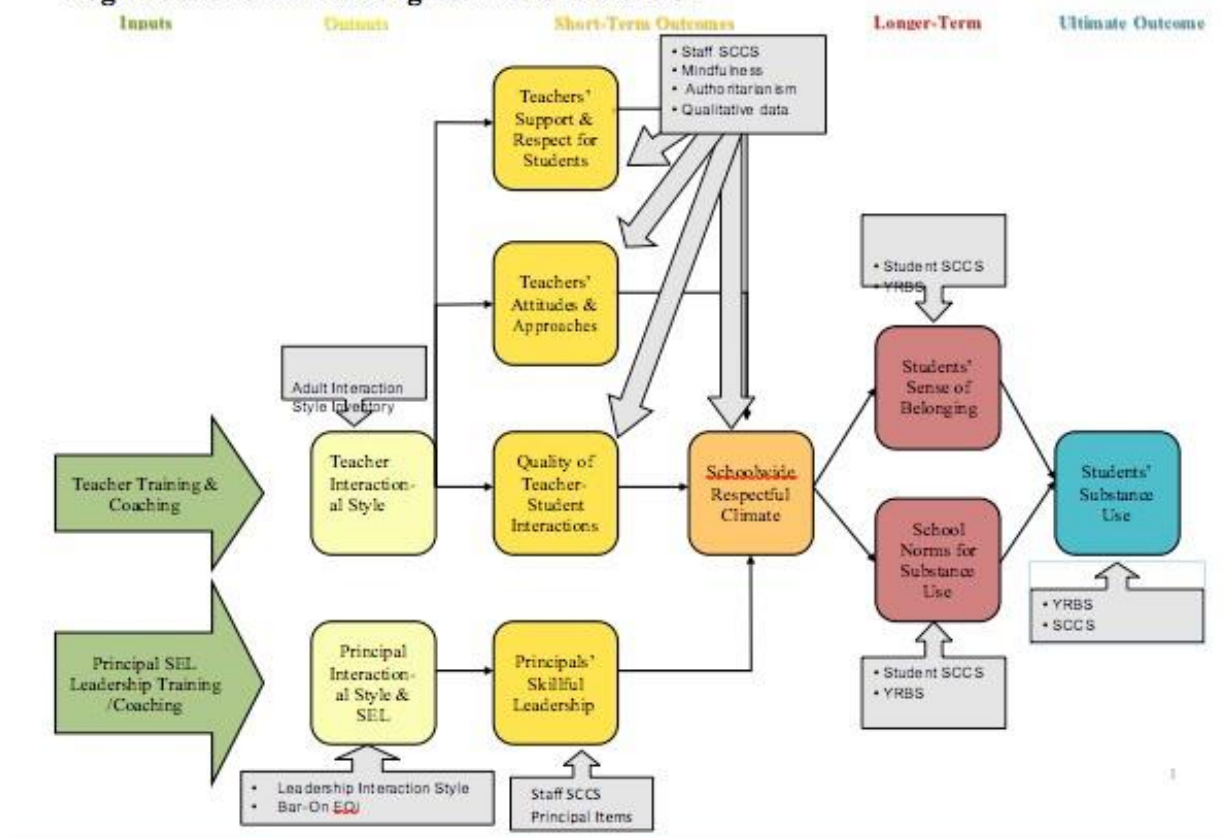 Inputs
Outputs
Short-Term Outcomes
Longer-Term
Ultimate Outcome
• Staff SCCS
• Mindfulness
• Authoritarianism
• Qualitative data
Teachers'
Support &
Respect for
Students
Teachers'
Attitudes &
Approaches
• Student SCCS
• YRBS
Students'
Sense of
Belonging
Adult Interaction
Style Inventory
Teacher Training &
Coaching
Teacher
Interaction-
al Style
Quality of
Teacher-
Student
Interactions
Schoolwide
Respectful
Climate
Students'
Substance
Use
School
Norms for
Substance
Use
• YRBS
• SCCS
Principal SEL
Leadership Training
/Coaching
Principal
Interaction-
al Style &
SEL
Principals'
Skillful
Leadership
• Student SCCS
• YRBS
• Leadership Interaction Style
• Bar-On EQI
Staff SCCS
Principal Items
1